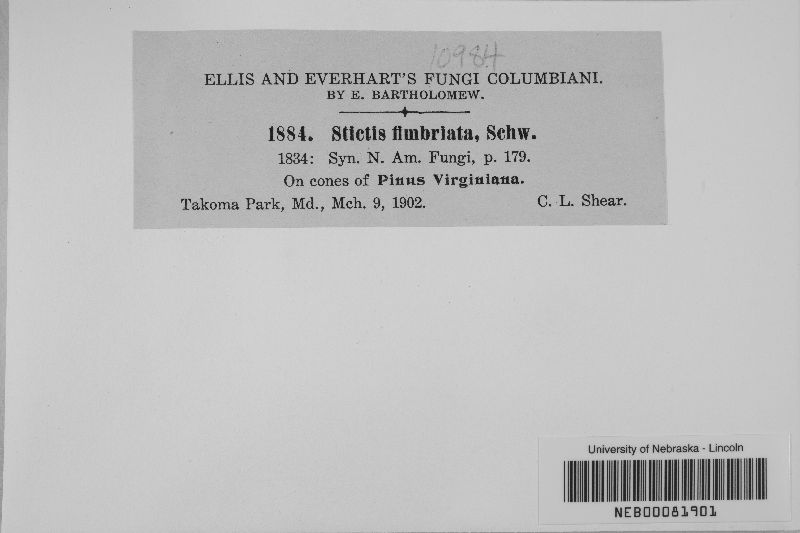 10984
ELLIS AND EVERHART'S FUNGI COLUMBIANI.
BY E. BARTHOLOMEW.
1884. Stictis fimbriata, Schw.
1834: Syn. N. Am. Fungi, p. 179.
On cones of Pinus Virginiana.
Takoma Park, Md., Mch. 9, 1902. C. L. Shear.
University of Nebraska - Lincoln
NEB00081901